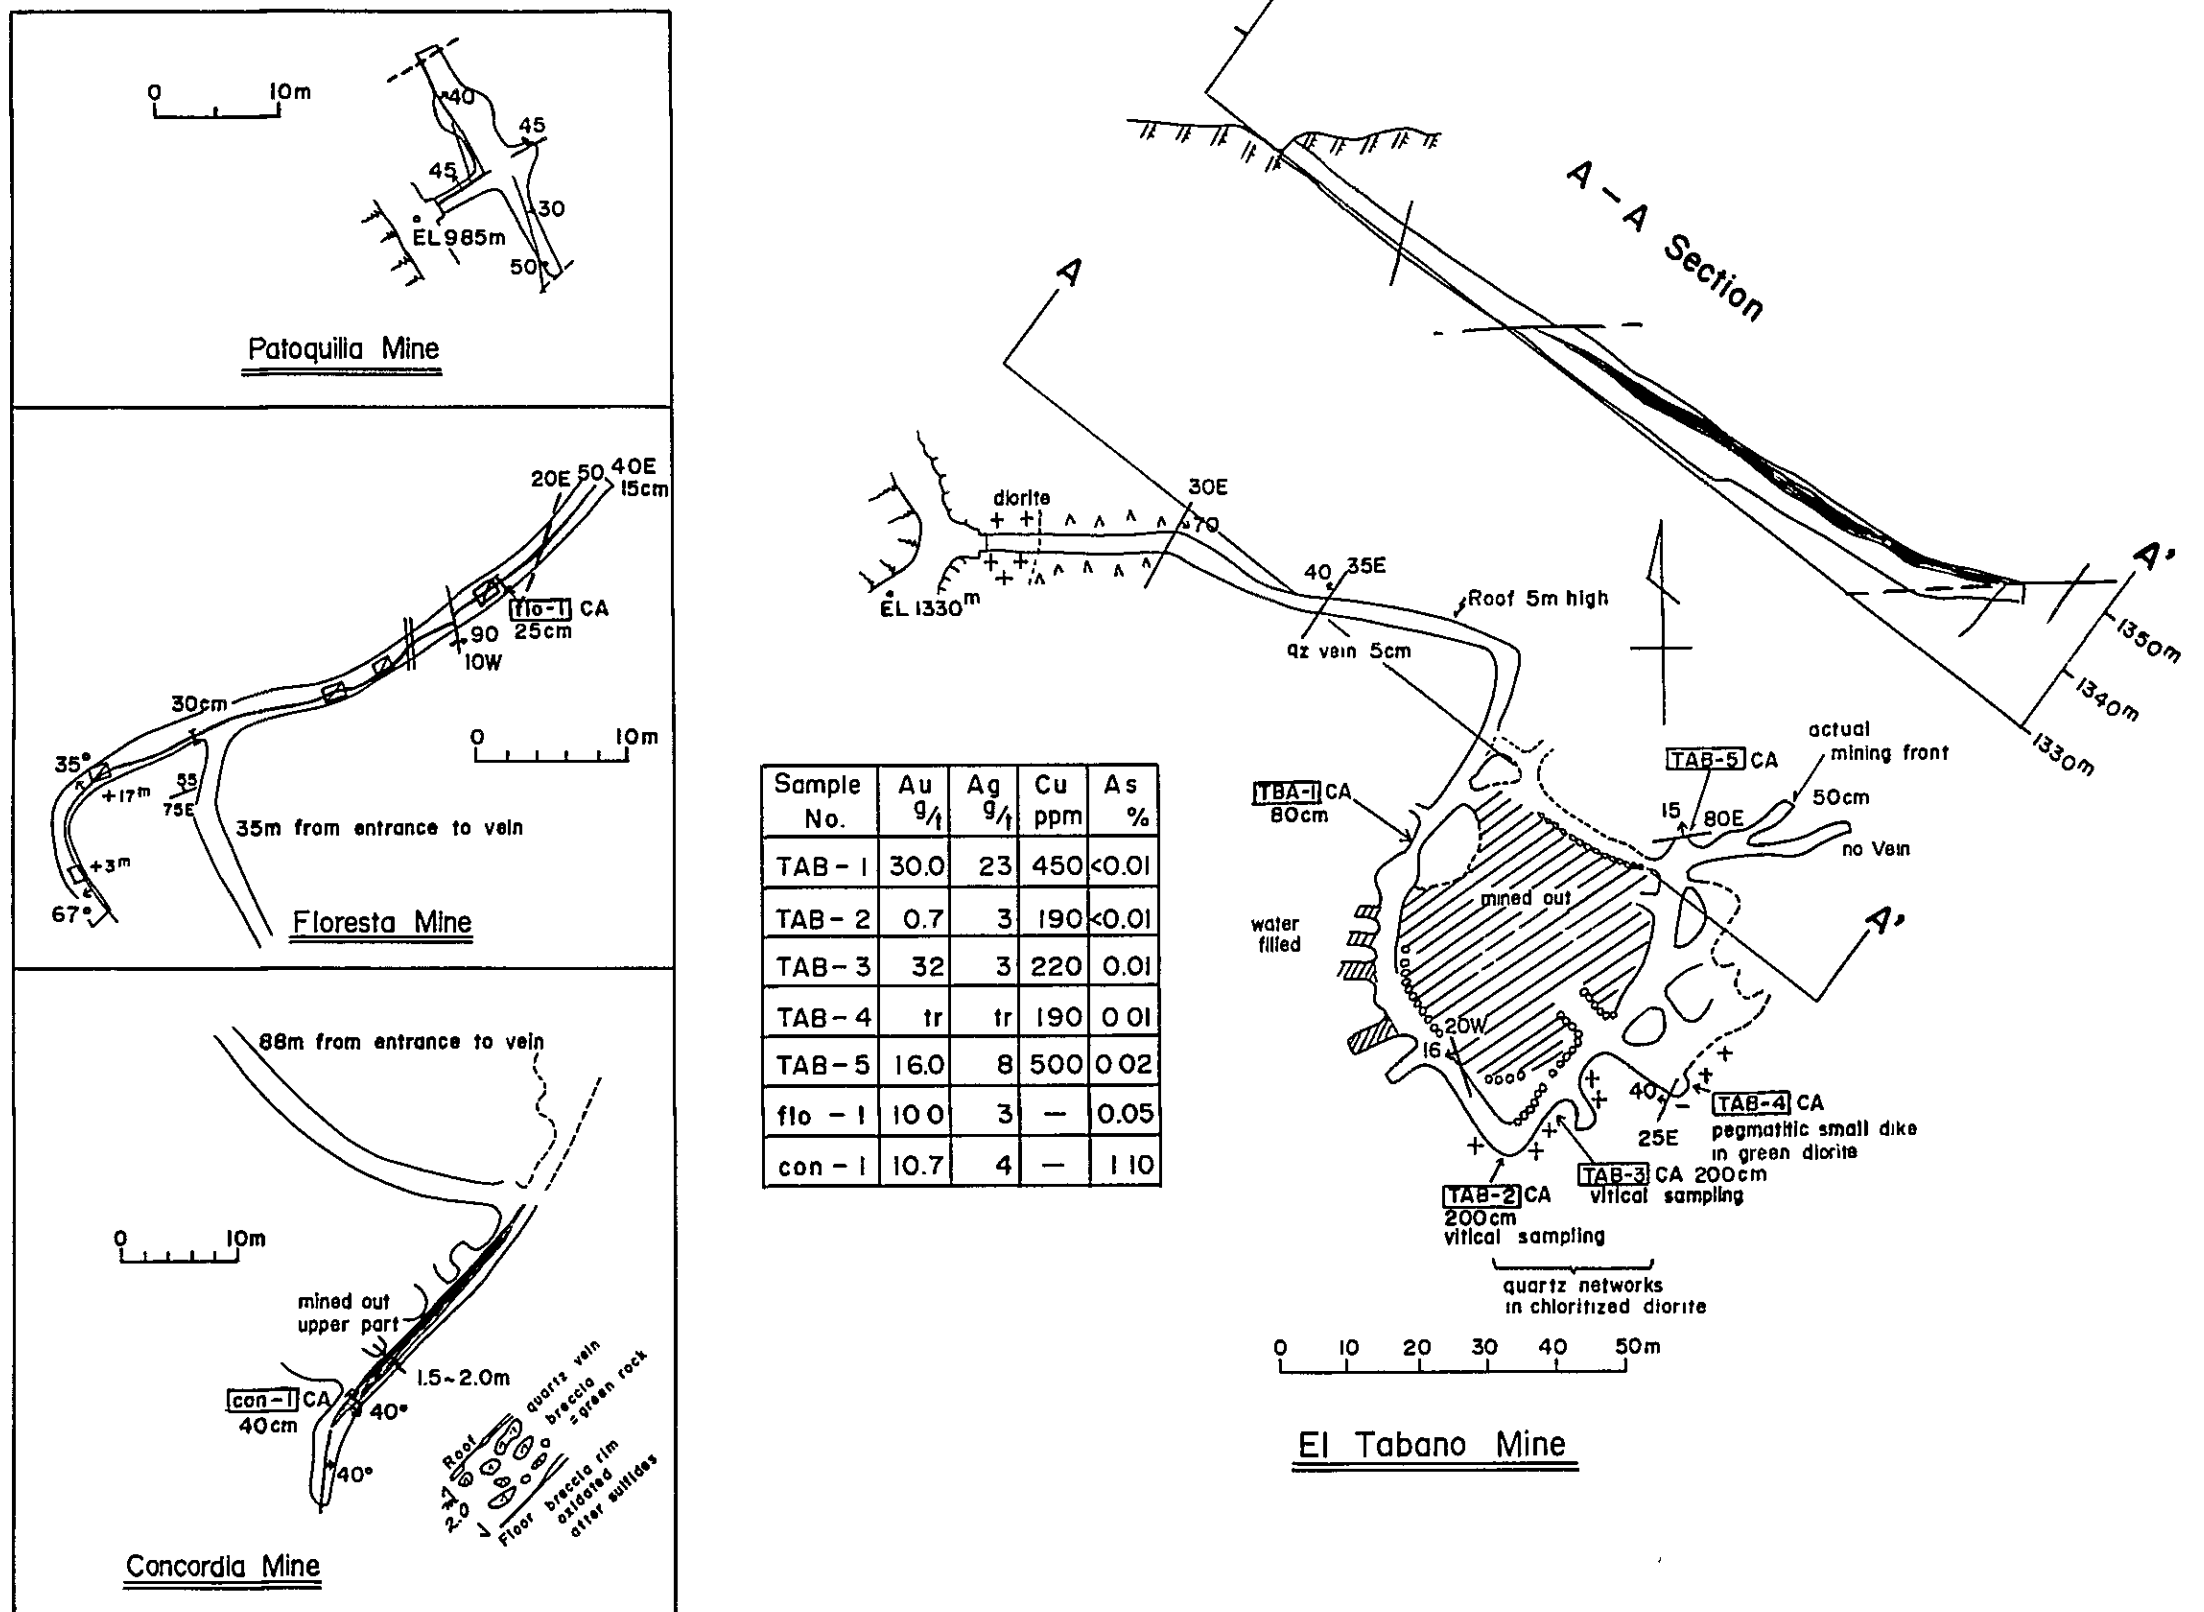 0 10m
40
45
45
30
EL 985m
50
Patoquilla Mine
20E 50 40E
15cm
flo-1 CA
25cm
90
10W
30cm
0 10m
35°
+17m
55
75E
35m from entrance to vein
+3m
67°
Floresta Mine
88m from entrance to vein
0 10m
mined out
upper part
1.5~2.0m
con-1 CA
40cm
40°
40°
Roof
quartz vein
breccia
=green rock
2.0
Floor
breccia rim
oxidated
after sulfides
Concordia Mine
Sample No. Au g/t Ag g/t Cu ppm As %
TAB-1 30.0 23 450 <0.01
TAB-2 0.7 3 190 <0.01
TAB-3 32 3 220 0.01
TAB-4 tr tr 190 0 01
TAB-5 16.0 8 500 0 02
flo-1 10 0 3 — 0.05
con-1 10.7 4 — 1 10
A-A Section
A'
1350m
1340m
1330m
A
30E
diorite
70
EL 1330m
40 35E
Roof 5m high
qz vein 5cm
TBA-1 CA
80cm
actual
mining front
TAB-5 CA
50cm
15
80E
no Vein
mined out
A'
water
filled
20W
16
40
TAB-4 CA
pegmatitic small dike
in green diorite
25E
TAB-3 CA 200cm
vitical sampling
TAB-2 CA
200cm
vitical sampling
quartz networks
in chloritized diorite
0 10 20 30 40 50m
El Tabano Mine